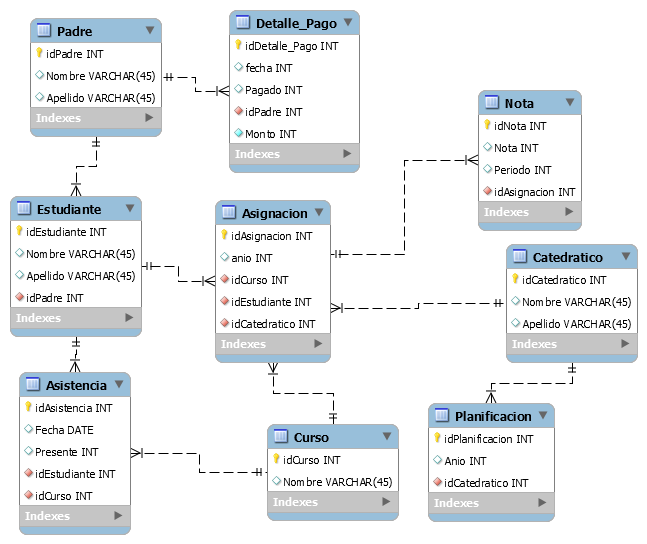 Padre
idPadre INT
Nombre VARCHAR(45)
Apellido VARCHAR(45)
Indexes
Detalle_Pago
idDetalle_Pago INT
fecha INT
Pagado INT
idPadre INT
Monto INT
Indexes
Nota
idNota INT
Nota INT
Periodo INT
idAsignacion INT
Indexes
Estudiante
idEstudiante INT
Nombre VARCHAR(45)
Apellido VARCHAR(45)
idPadre INT
Indexes
Asignacion
idAsignacion INT
anio INT
idCurso INT
idEstudiante INT
idCatedratico INT
Indexes
Catedratico
idCatedratico INT
Nombre VARCHAR(45)
Apellido VARCHAR(45)
Indexes
Asistencia
idAsistencia INT
Fecha DATE
Presente INT
idEstudiante INT
idCurso INT
Indexes
Curso
idCurso INT
Nombre VARCHAR(45)
Indexes
Planificacion
idPlanificacion INT
Anio INT
idCatedratico INT
Indexes